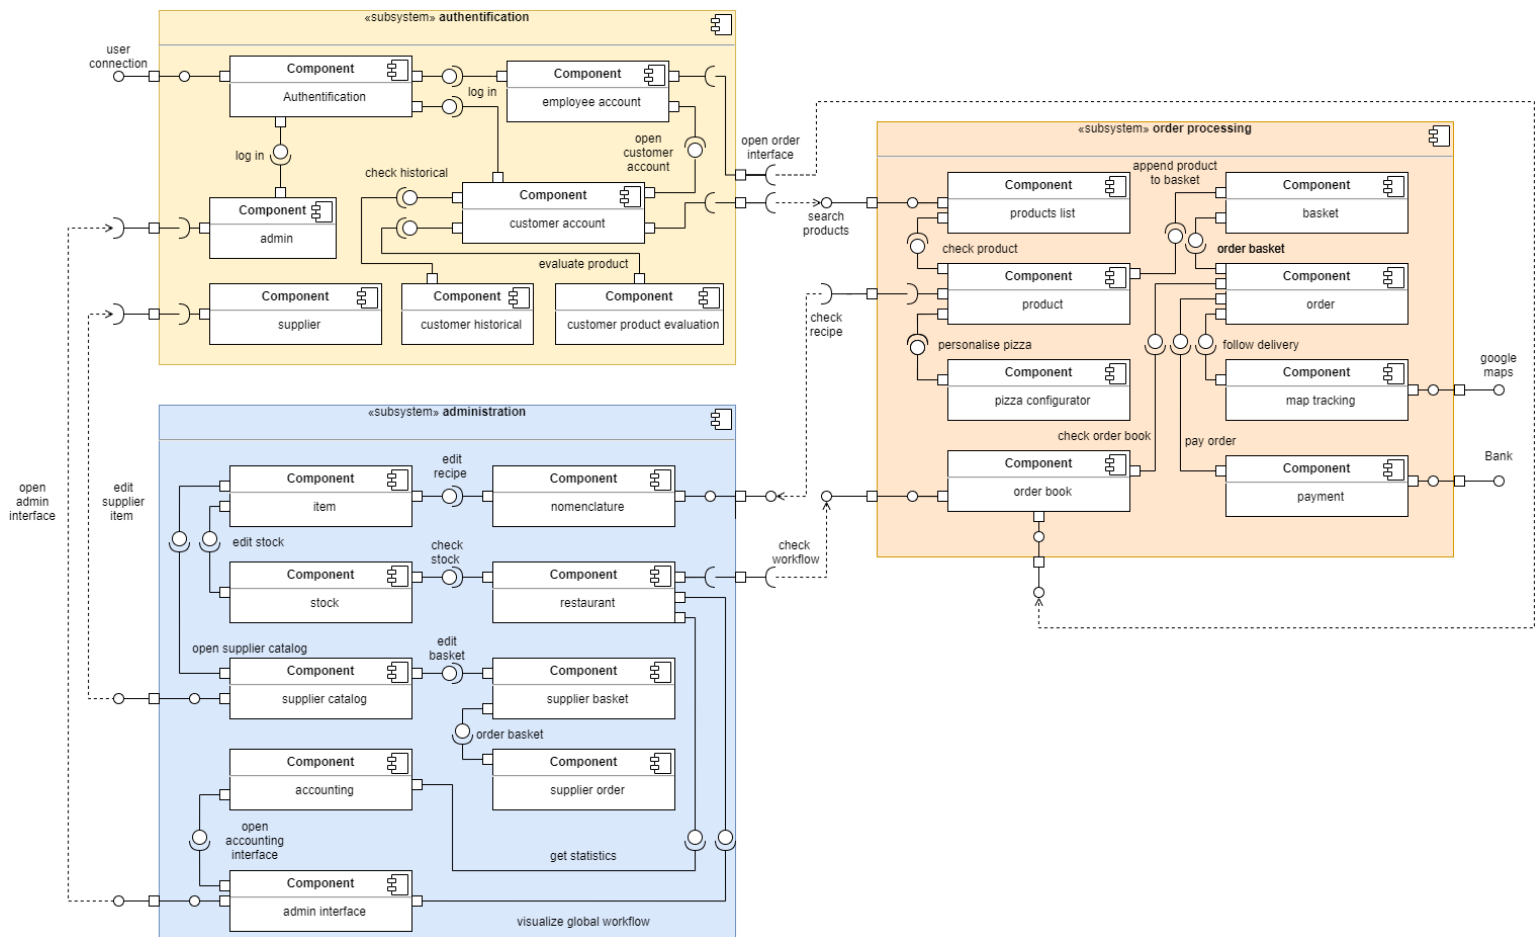 «subsystem» authentification
user
connection
Component
Authentification
log in
Component
employee account
log in
open
customer
account
check historical
Component
customer account
Component
admin
evaluate product
Component
supplier
Component
customer historical
Component
customer product evaluation
open order
interface
search
products
check
recipe
«subsystem» order processing
Component
products list
append product
to basket
Component
basket
check product
order basket
Component
product
Component
order
personalise pizza
follow delivery
Component
pizza configurator
Component
map tracking
google
maps
check order book
pay order
Component
order book
Component
payment
Bank
«subsystem» administration
open
admin
interface
edit
supplier
item
Component
item
edit
recipe
Component
nomenclature
edit stock
check
stock
Component
stock
Component
restaurant
check
workflow
open supplier catalog
edit
basket
Component
supplier catalog
Component
supplier basket
order basket
Component
accounting
Component
supplier order
open
accounting
interface
get statistics
Component
admin interface
visualize global workflow